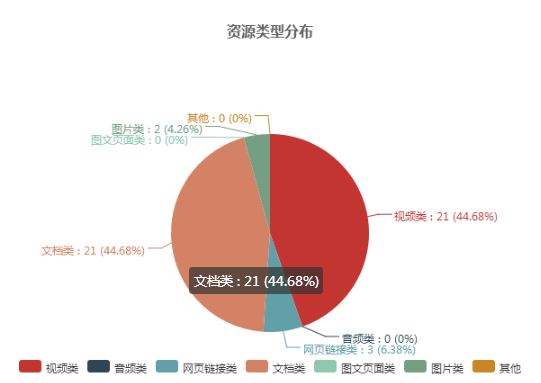 资源类型分布
其他 : 0 (0%)
图片类 : 2 (4.26%)
图文页面类 : 0 (0%)
视频类 : 21 (44.68%)
文档类 : 21 (44.68%)
文档类 : 21 (44.68%)
音频类 : 0 (0%)
网页链接类 : 3 (6.38%)
视频类 音频类 网页链接类 文档类 图文页面类 图片类 其他